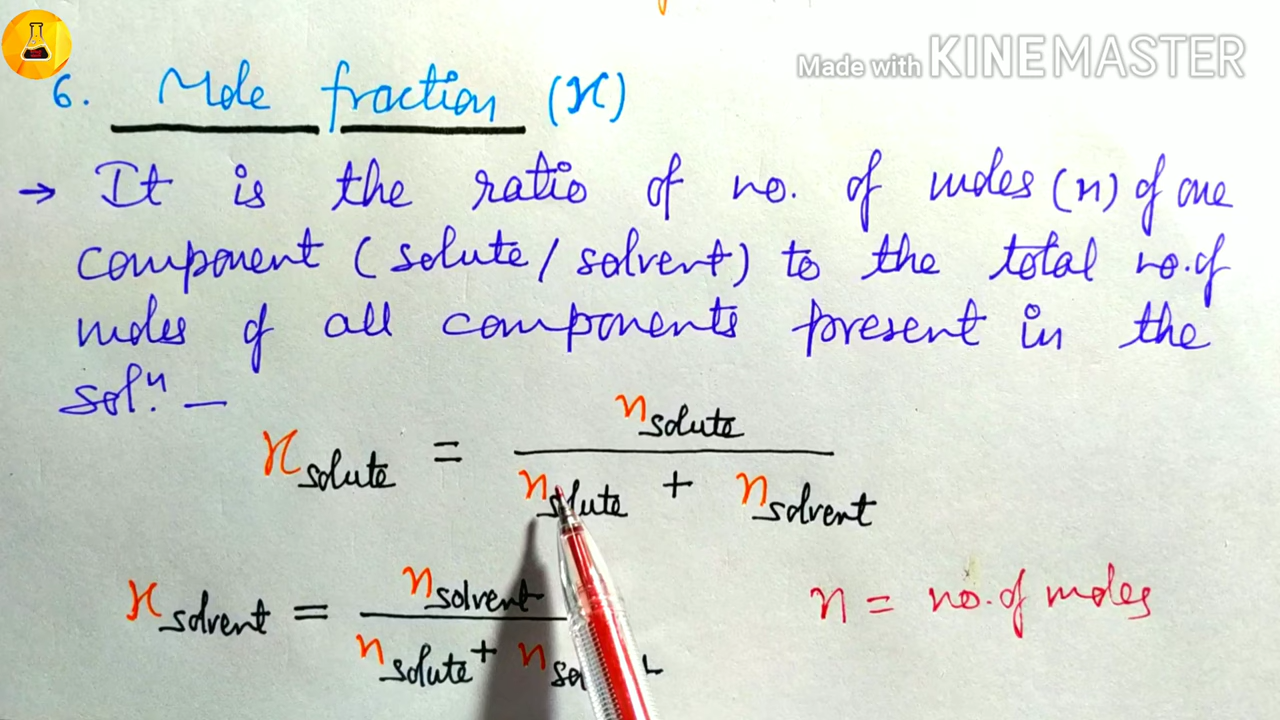 Made with KINEMASTER
6. Mole fraction (x)
→ It is the ratio of no. of moles (n) of one
component (solute / solvent) to the total no. of
moles of all components present in the
solⁿ. —
x solute = n solute / n solute + n solvent
x solvent = n solvent / n solute +
n = no. of moles